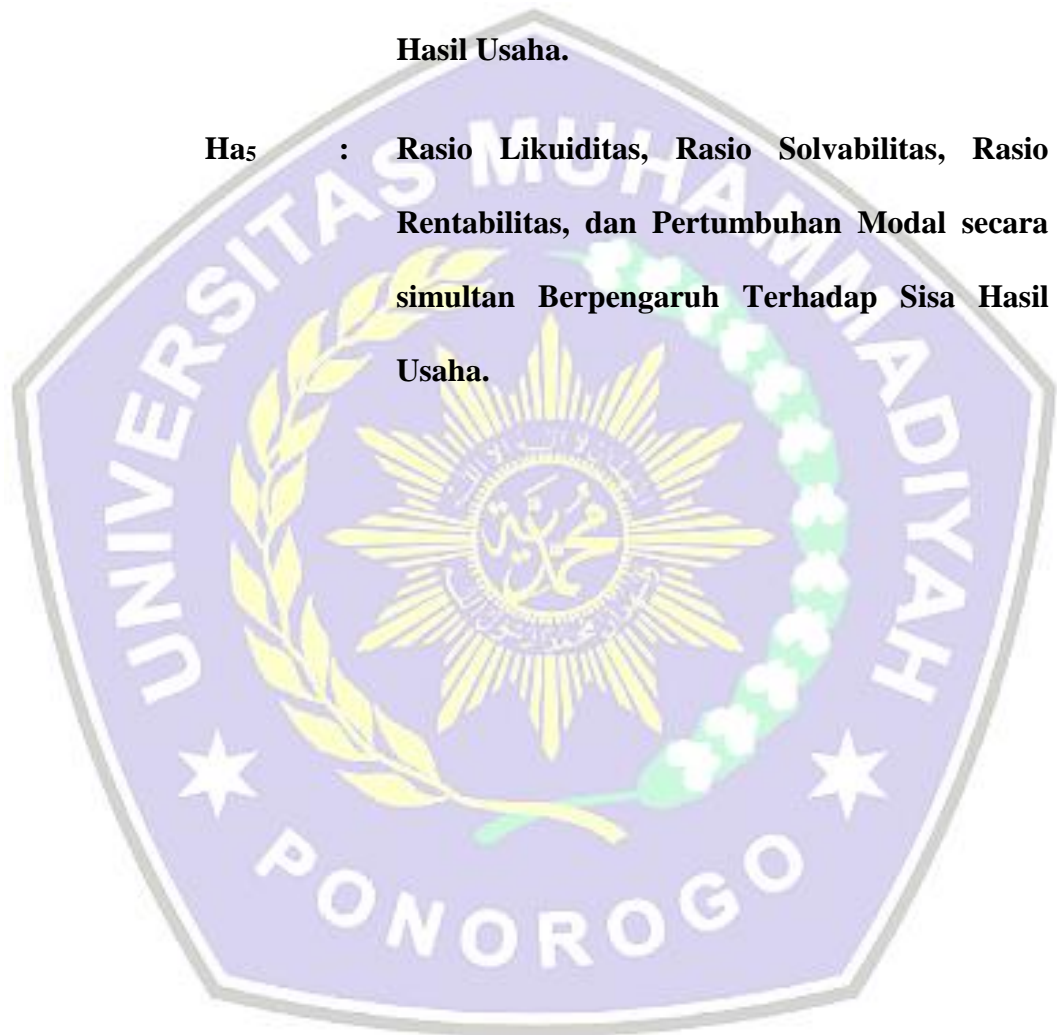 Hasil Usaha.
Ha₅ : Rasio Likuiditas, Rasio Solvabilitas, Rasio
Rentabilitas, dan Pertumbuhan Modal secara
simultan Berpengaruh Terhadap Sisa Hasil
Usaha.
UNIVERSITAS MUHAMMADIYAH
PONOROGO